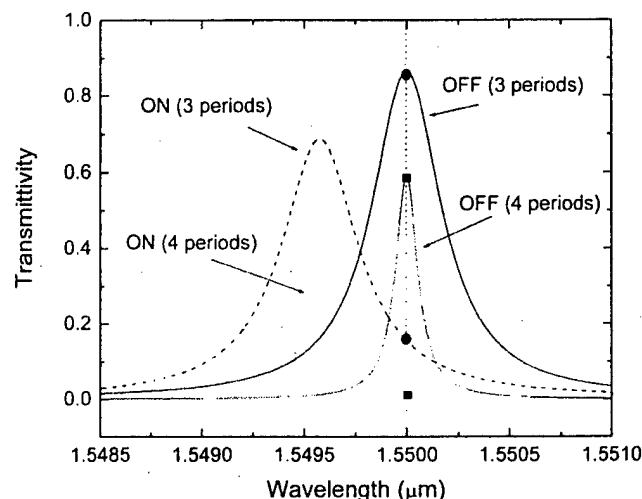 1.0
0.8
0.6
0.4
0.2
0.0
Transmittivity
ON (3 periods)
OFF (3 periods)
ON (4 periods)
OFF (4 periods)
1.5485 1.5490 1.5495 1.5500 1.5505 1.5510
Wavelength (μm)